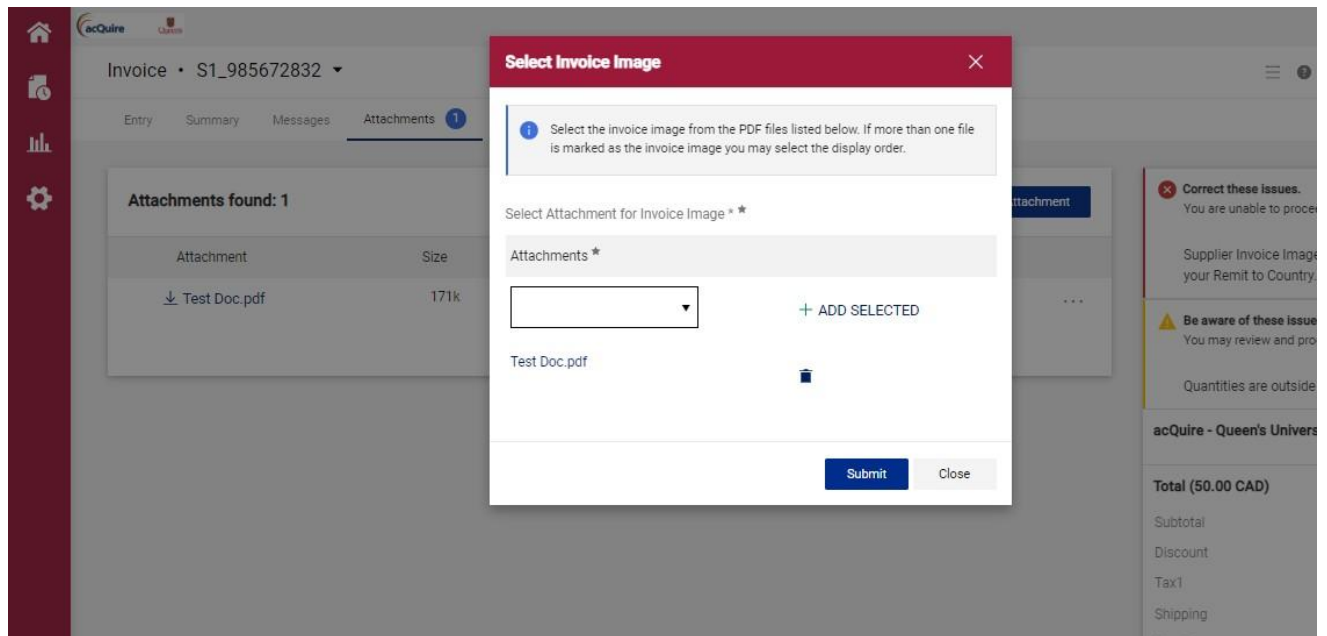 acQuire
Queen's
Invoice • S1_985672832
Entry Summary Messages Attachments 1
Attachments found: 1
Attachment Size
Test Doc.pdf 171k
Select Invoice Image
Select the invoice image from the PDF files listed below. If more than one file
is marked as the invoice image you may select the display order.
Select Attachment for Invoice Image * ★
Attachments ★
+ ADD SELECTED
Test Doc.pdf
Submit Close
ttachment
...
Correct these issues.
You are unable to procee
Supplier Invoice Image
your Remit to Country.
Be aware of these issue
You may review and pro
Quantities are outside
acQuire - Queen's Univers
Total (50.00 CAD)
Subtotal
Discount
Tax1
Shipping